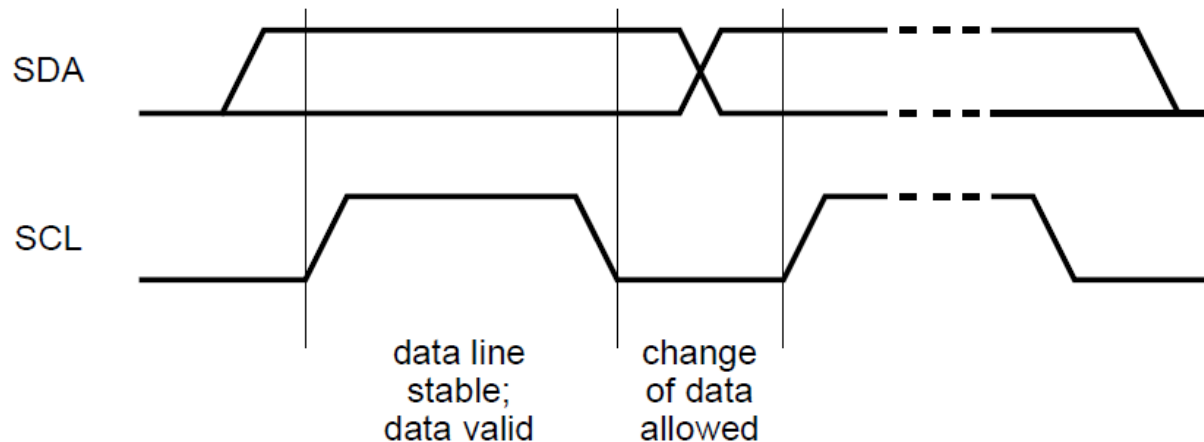 SDA
SCL
data line
stable;
data valid
change
of data
allowed